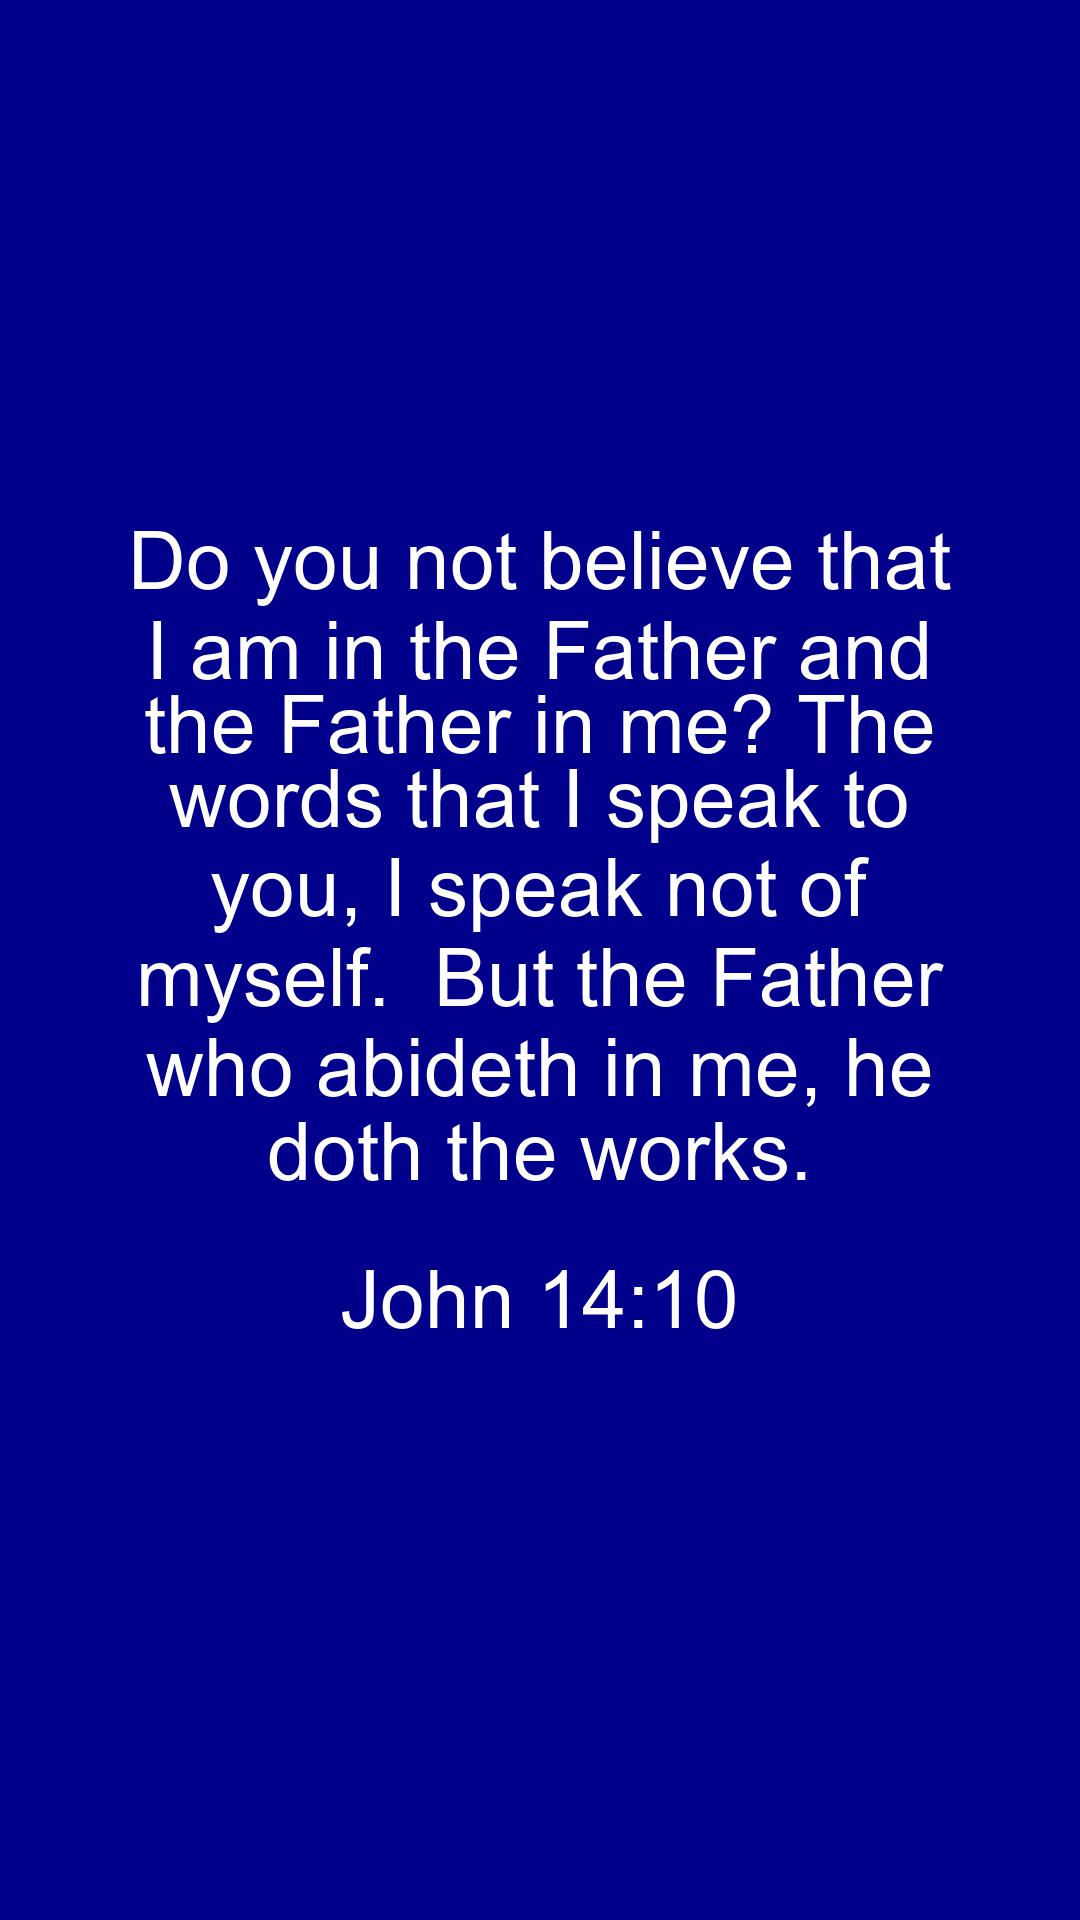 Do you not believe that
I am in the Father and
the Father in me? The
words that I speak to
you, I speak not of
myself.  But the Father
who abideth in me, he
doth the works.
John 14:10